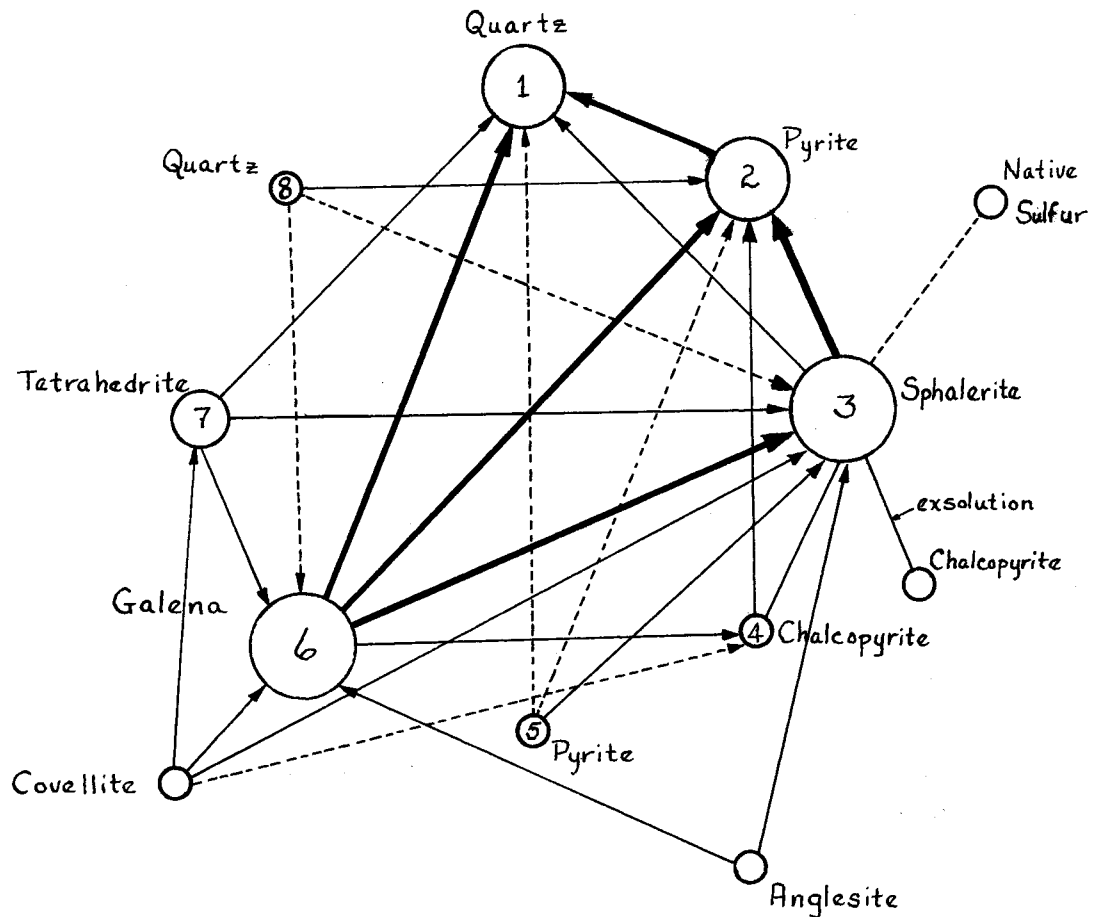 Quartz
1
Pyrite
2
Quartz
8
Native
Sulfur
Tetrahedrite
7
Sphalerite
3
exsolution
Chalcopyrite
Galena
6
4 Chalcopyrite
5
Pyrite
Covellite
Anglesite